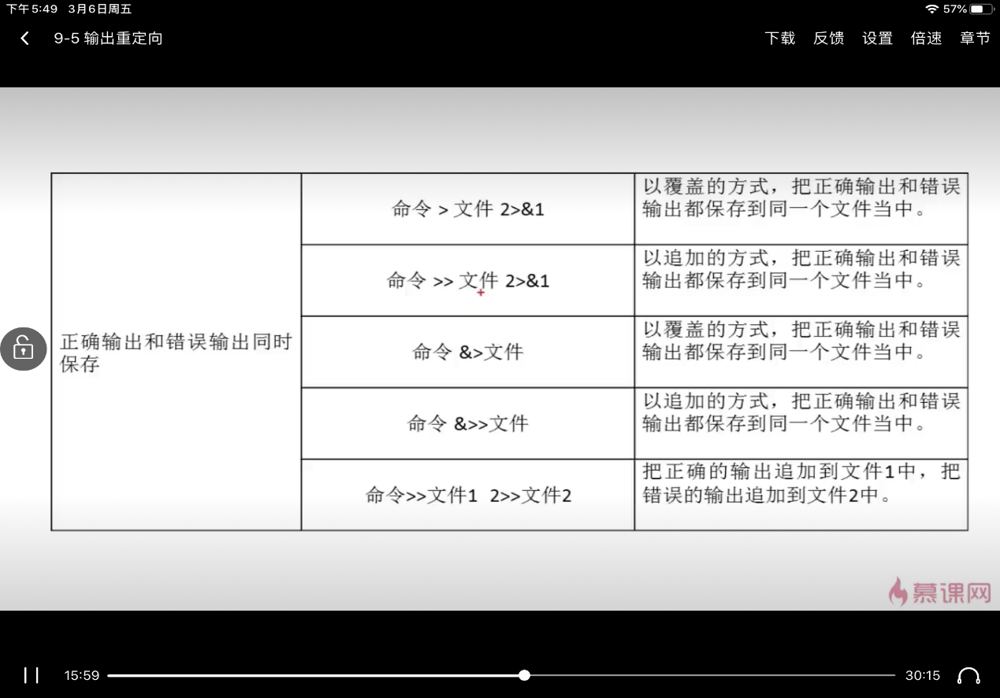 下午5:49 3月6日周五
57%
9-5 输出重定向
下载 反馈 设置 倍速 章节
正确输出和错误输出同时
保存
命令 > 文件 2>&1
以覆盖的方式，把正确输出和错误
输出都保存到同一个文件当中。
命令 >> 文件 2>&1
以追加的方式，把正确输出和错误
输出都保存到同一个文件当中。
命令 &>文件
以覆盖的方式，把正确输出和错误
输出都保存到同一个文件当中。
命令 &>>文件
以追加的方式，把正确输出和错误
输出都保存到同一个文件当中。
命令>>文件1 2>>文件2
把正确的输出追加到文件1中，把
错误的输出追加到文件2中。
慕课网
15:59
30:15